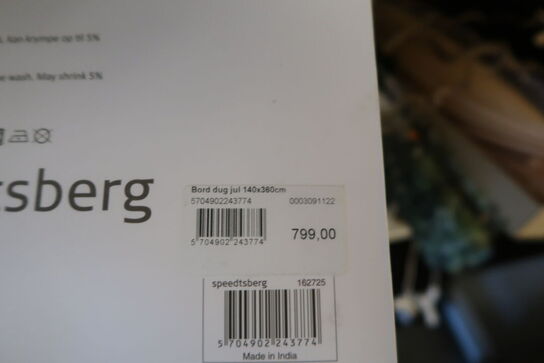 kan krympe op til 5%
wash. May shrink 5%
tsberg
Bord dug jul 140x360cm
5704902243774 0003091122
799,00
5 704902 243774
speedtsberg 162725
5 704902 243774
Made in India